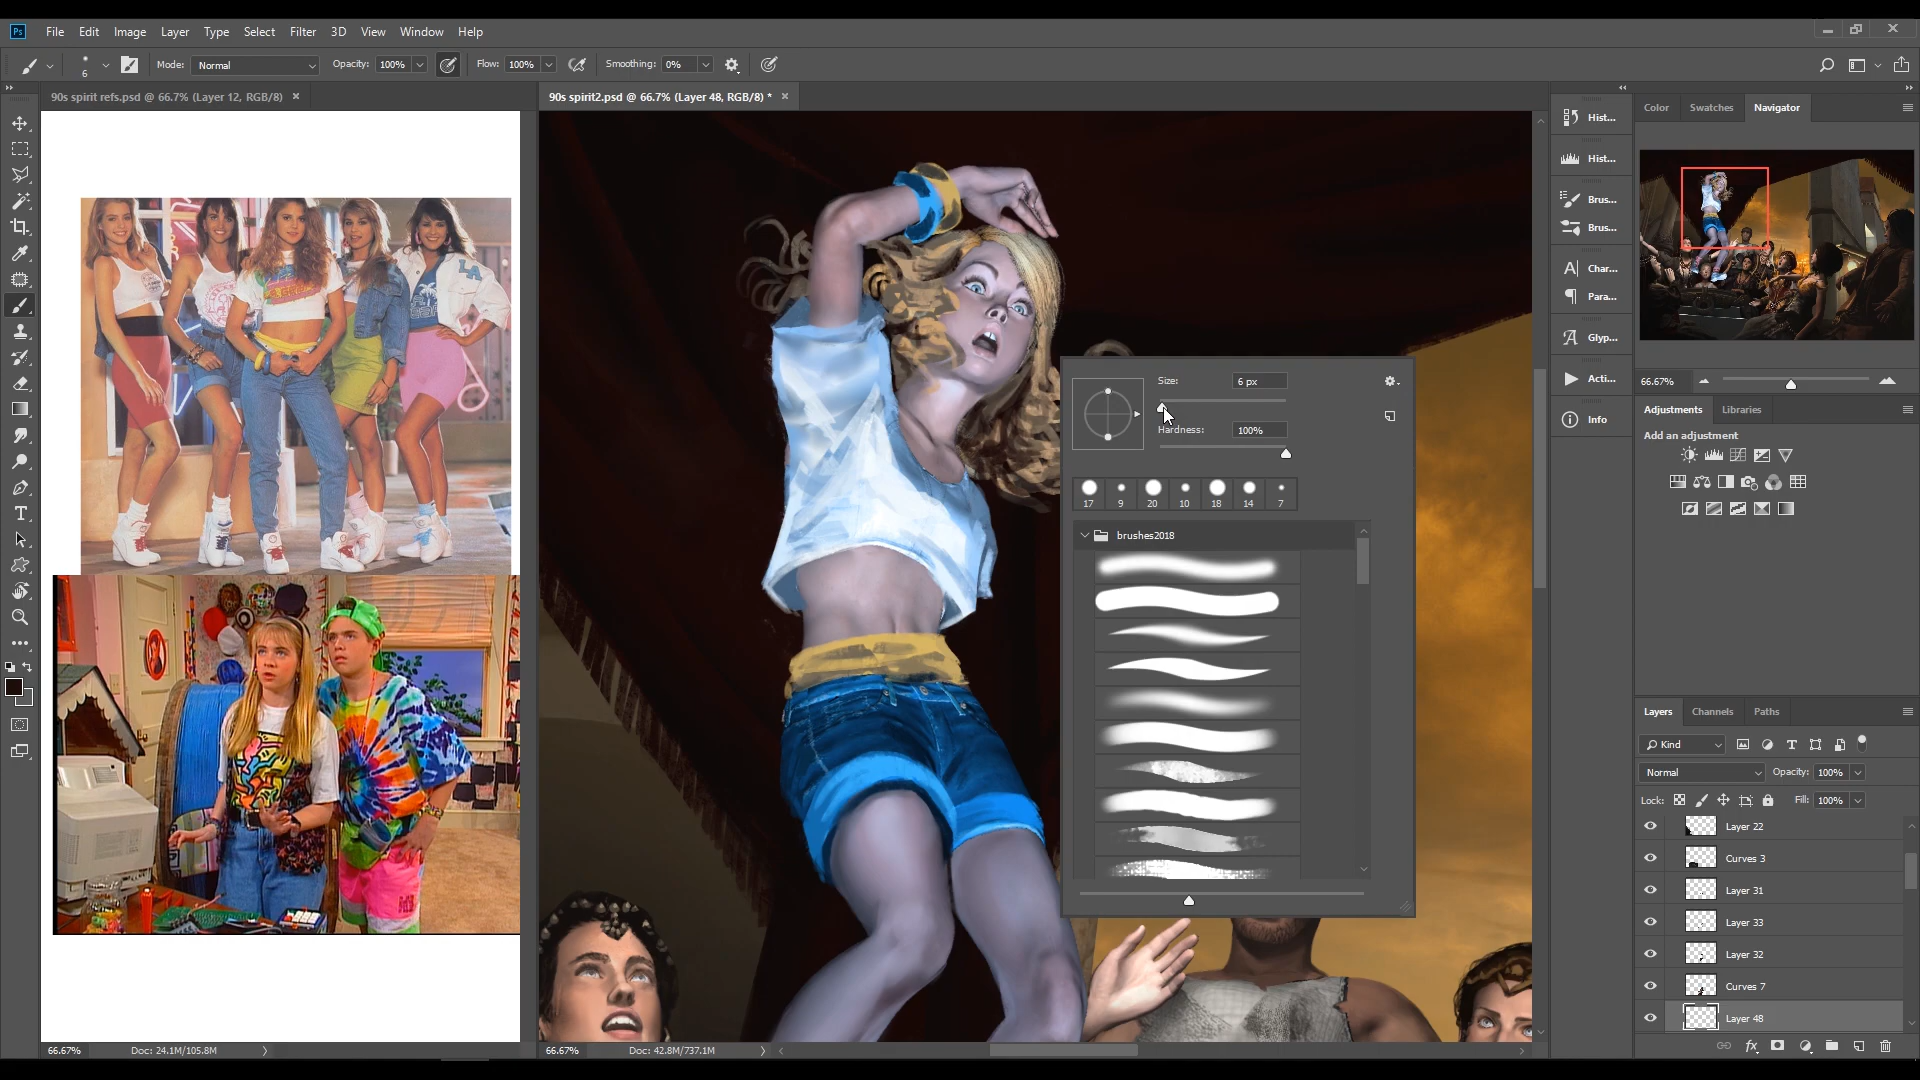 Ps File Edit Image Layer Type Select Filter 3D View Window Help
6 Mode: Normal Opacity: 100% Flow: 100% Smoothing: 0%
90s spirit refs.psd @ 66.7% (Layer 12, RGB/8) ×
90s spirit2.psd @ 66.7% (Layer 48, RGB/8) * ×
LA
Size: 6 px
Hardness: 100%
17 9 20 10 18 14 7
brushes2018
66.67% Doc: 24.1M/105.8M
66.67% Doc: 42.8M/737.1M
Hist...
Hist...
Brus...
Brus...
Char...
Para...
Glyp...
Acti...
Info
Color Swatches Navigator
66.67%
Adjustments Libraries
Add an adjustment
Layers Channels Paths
Kind
Normal Opacity: 100%
Lock: Fill: 100%
Layer 22
Curves 3
Layer 31
Layer 33
Layer 32
Curves 7
Layer 48
fx